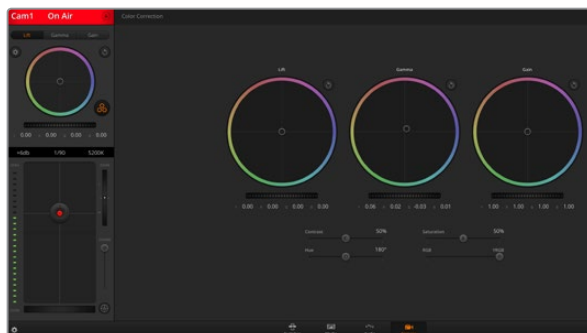 Cam1 On Air
Color Correction
Lift Gamma Gain
Lift Gamma Gain
0.00 0.00 0.00 0.00
- 0.00 0.00 0.00 0.00
- 0.06 0.02 -0.03 0.01
- 1.00 1.00 1.00 1.00
+6db 1/90 5200K
Contrast 50% Saturation 50%
Hue 180°